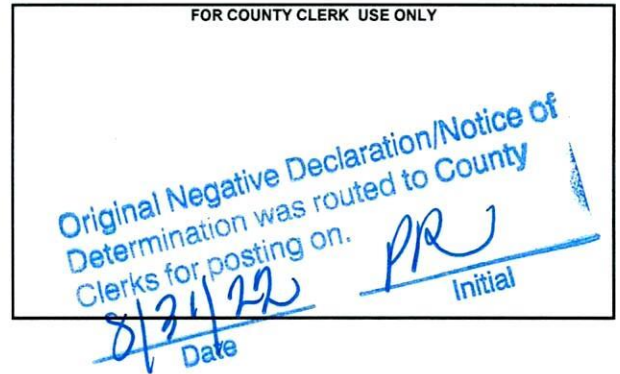 FOR COUNTY CLERK USE ONLY
Original Negative Declaration/Notice of
Determination was routed to County
Clerks for posting on.
8/31/22 PR
Date Initial